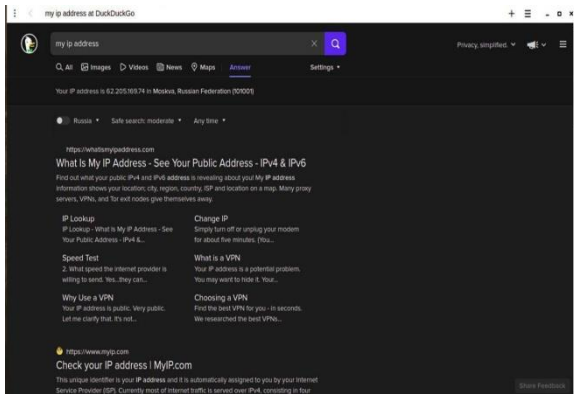 my ip address at DuckDuckGo
my ip address
Privacy, simplified.
All Images Videos News Maps Answer Settings
Your IP address is 62.205.169.74 in Moskva, Russian Federation (101001)
Russia Safe search: moderate Any time
https://whatismyipaddress.com
What Is My IP Address - See Your Public Address - IPv4 & IPv6
Find out what your public IPv4 and IPv6 address is revealing about you! My IP address
information shows your location; city, region, country, ISP and location on a map. Many proxy
servers, VPNs, and Tor exit nodes give themselves away.
IP Lookup
IP Lookup - What Is My IP Address - See
Your Public Address - IPv4 &...
Change IP
Simply turn off or unplug your modem
for about five minutes. (You...
Speed Test
2. What speed the internet provider is
willing to send. Yes...they can...
What is a VPN
Your IP address is a potential problem.
You may want to hide it. Your...
Why Use a VPN
Your IP address is public. Very public.
Let me clarify that. It's not...
Choosing a VPN
Find the best VPN for you - in seconds.
We researched the best VPNs...
https://www.myip.com
Check your IP address | MyIP.com
This unique identifier is your IP address and it is automatically assigned to you by your Internet
Service Provider (ISP). Currently most of internet traffic is served over IPv4, consisting in four
Share Feedback